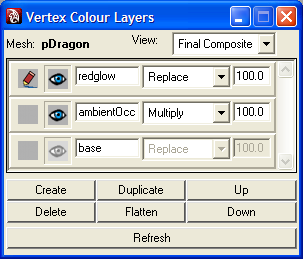 Vertex Colour Layers
Mesh: pDragon View: Final Composite
redglow Replace 100.0
ambientOcc Multiply 100.0
base Replace 100.0
Create Duplicate Up
Delete Flatten Down
Refresh